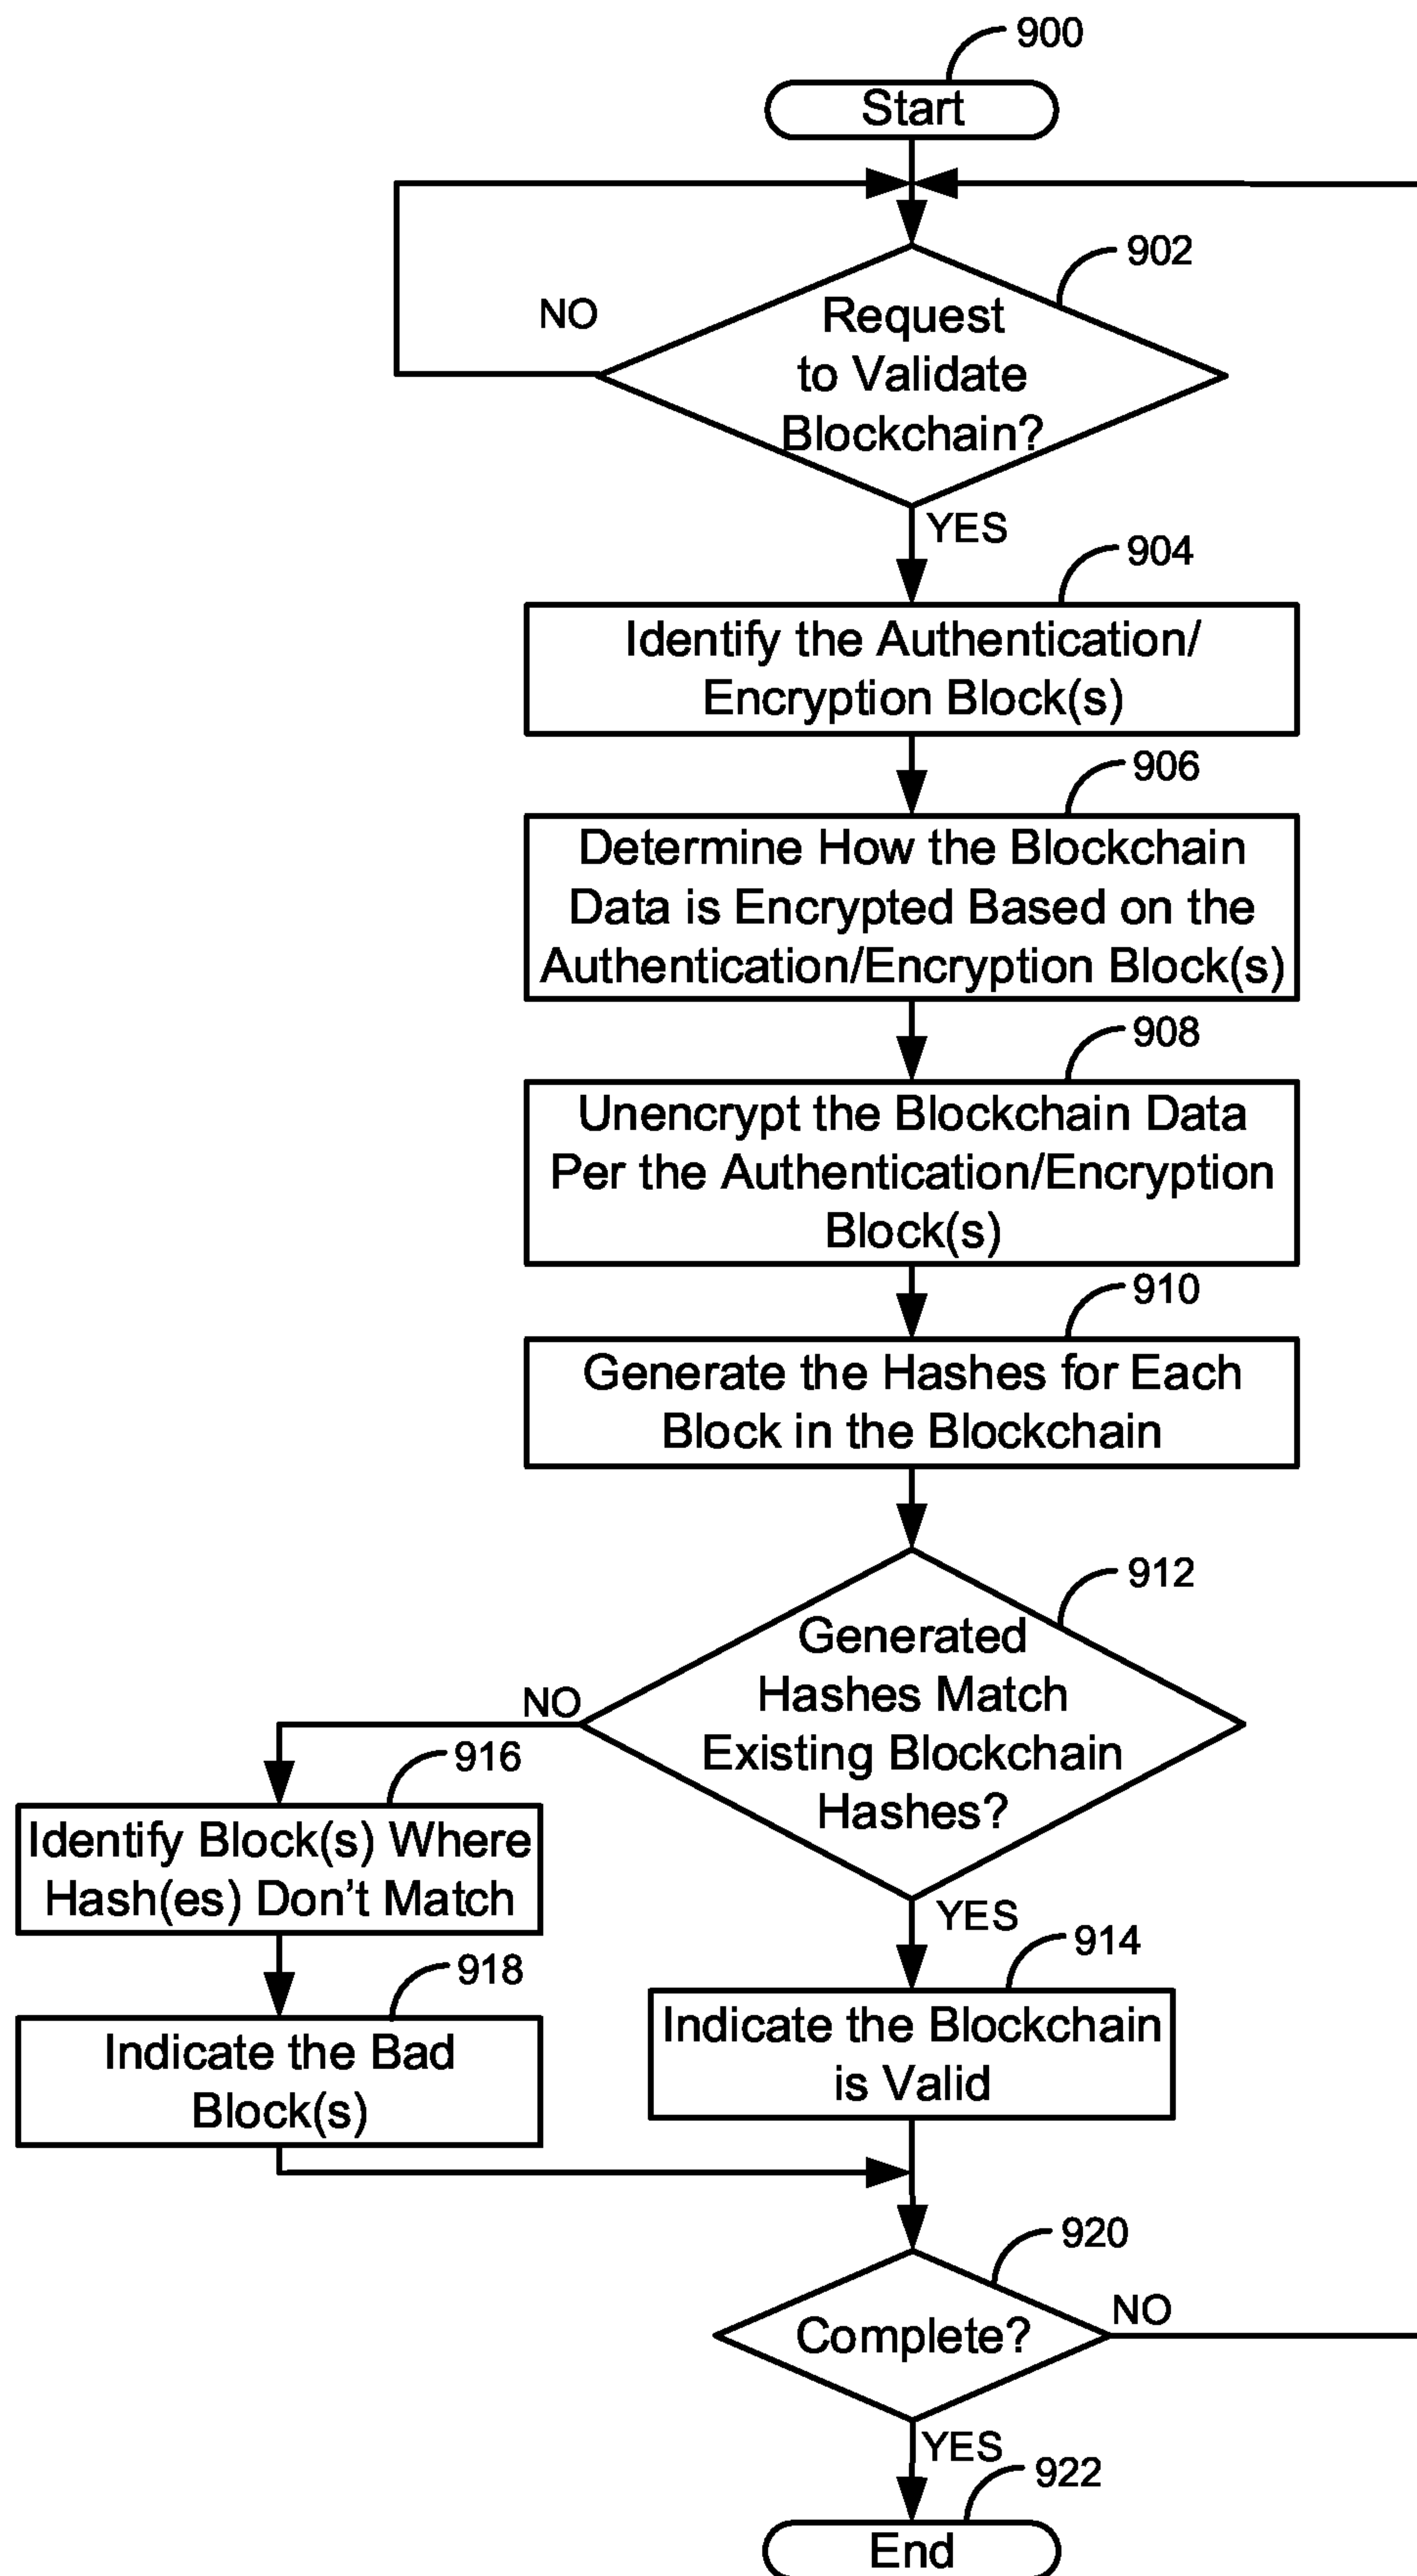 900
Start
902
NO
Request
to Validate
Blockchain?
YES
904
Identify the Authentication/
Encryption Block(s)
906
Determine How the Blockchain
Data is Encrypted Based on the
Authentication/Encryption Block(s)
908
Unencrypt the Blockchain Data
Per the Authentication/Encryption
Block(s)
910
Generate the Hashes for Each
Block in the Blockchain
912
Generated
Hashes Match
Existing Blockchain
Hashes?
NO
916
Identify Block(s) Where
Hash(es) Don't Match
YES
914
918
Indicate the Blockchain
is Valid
Indicate the Bad
Block(s)
920
Complete?
NO
YES
922
End